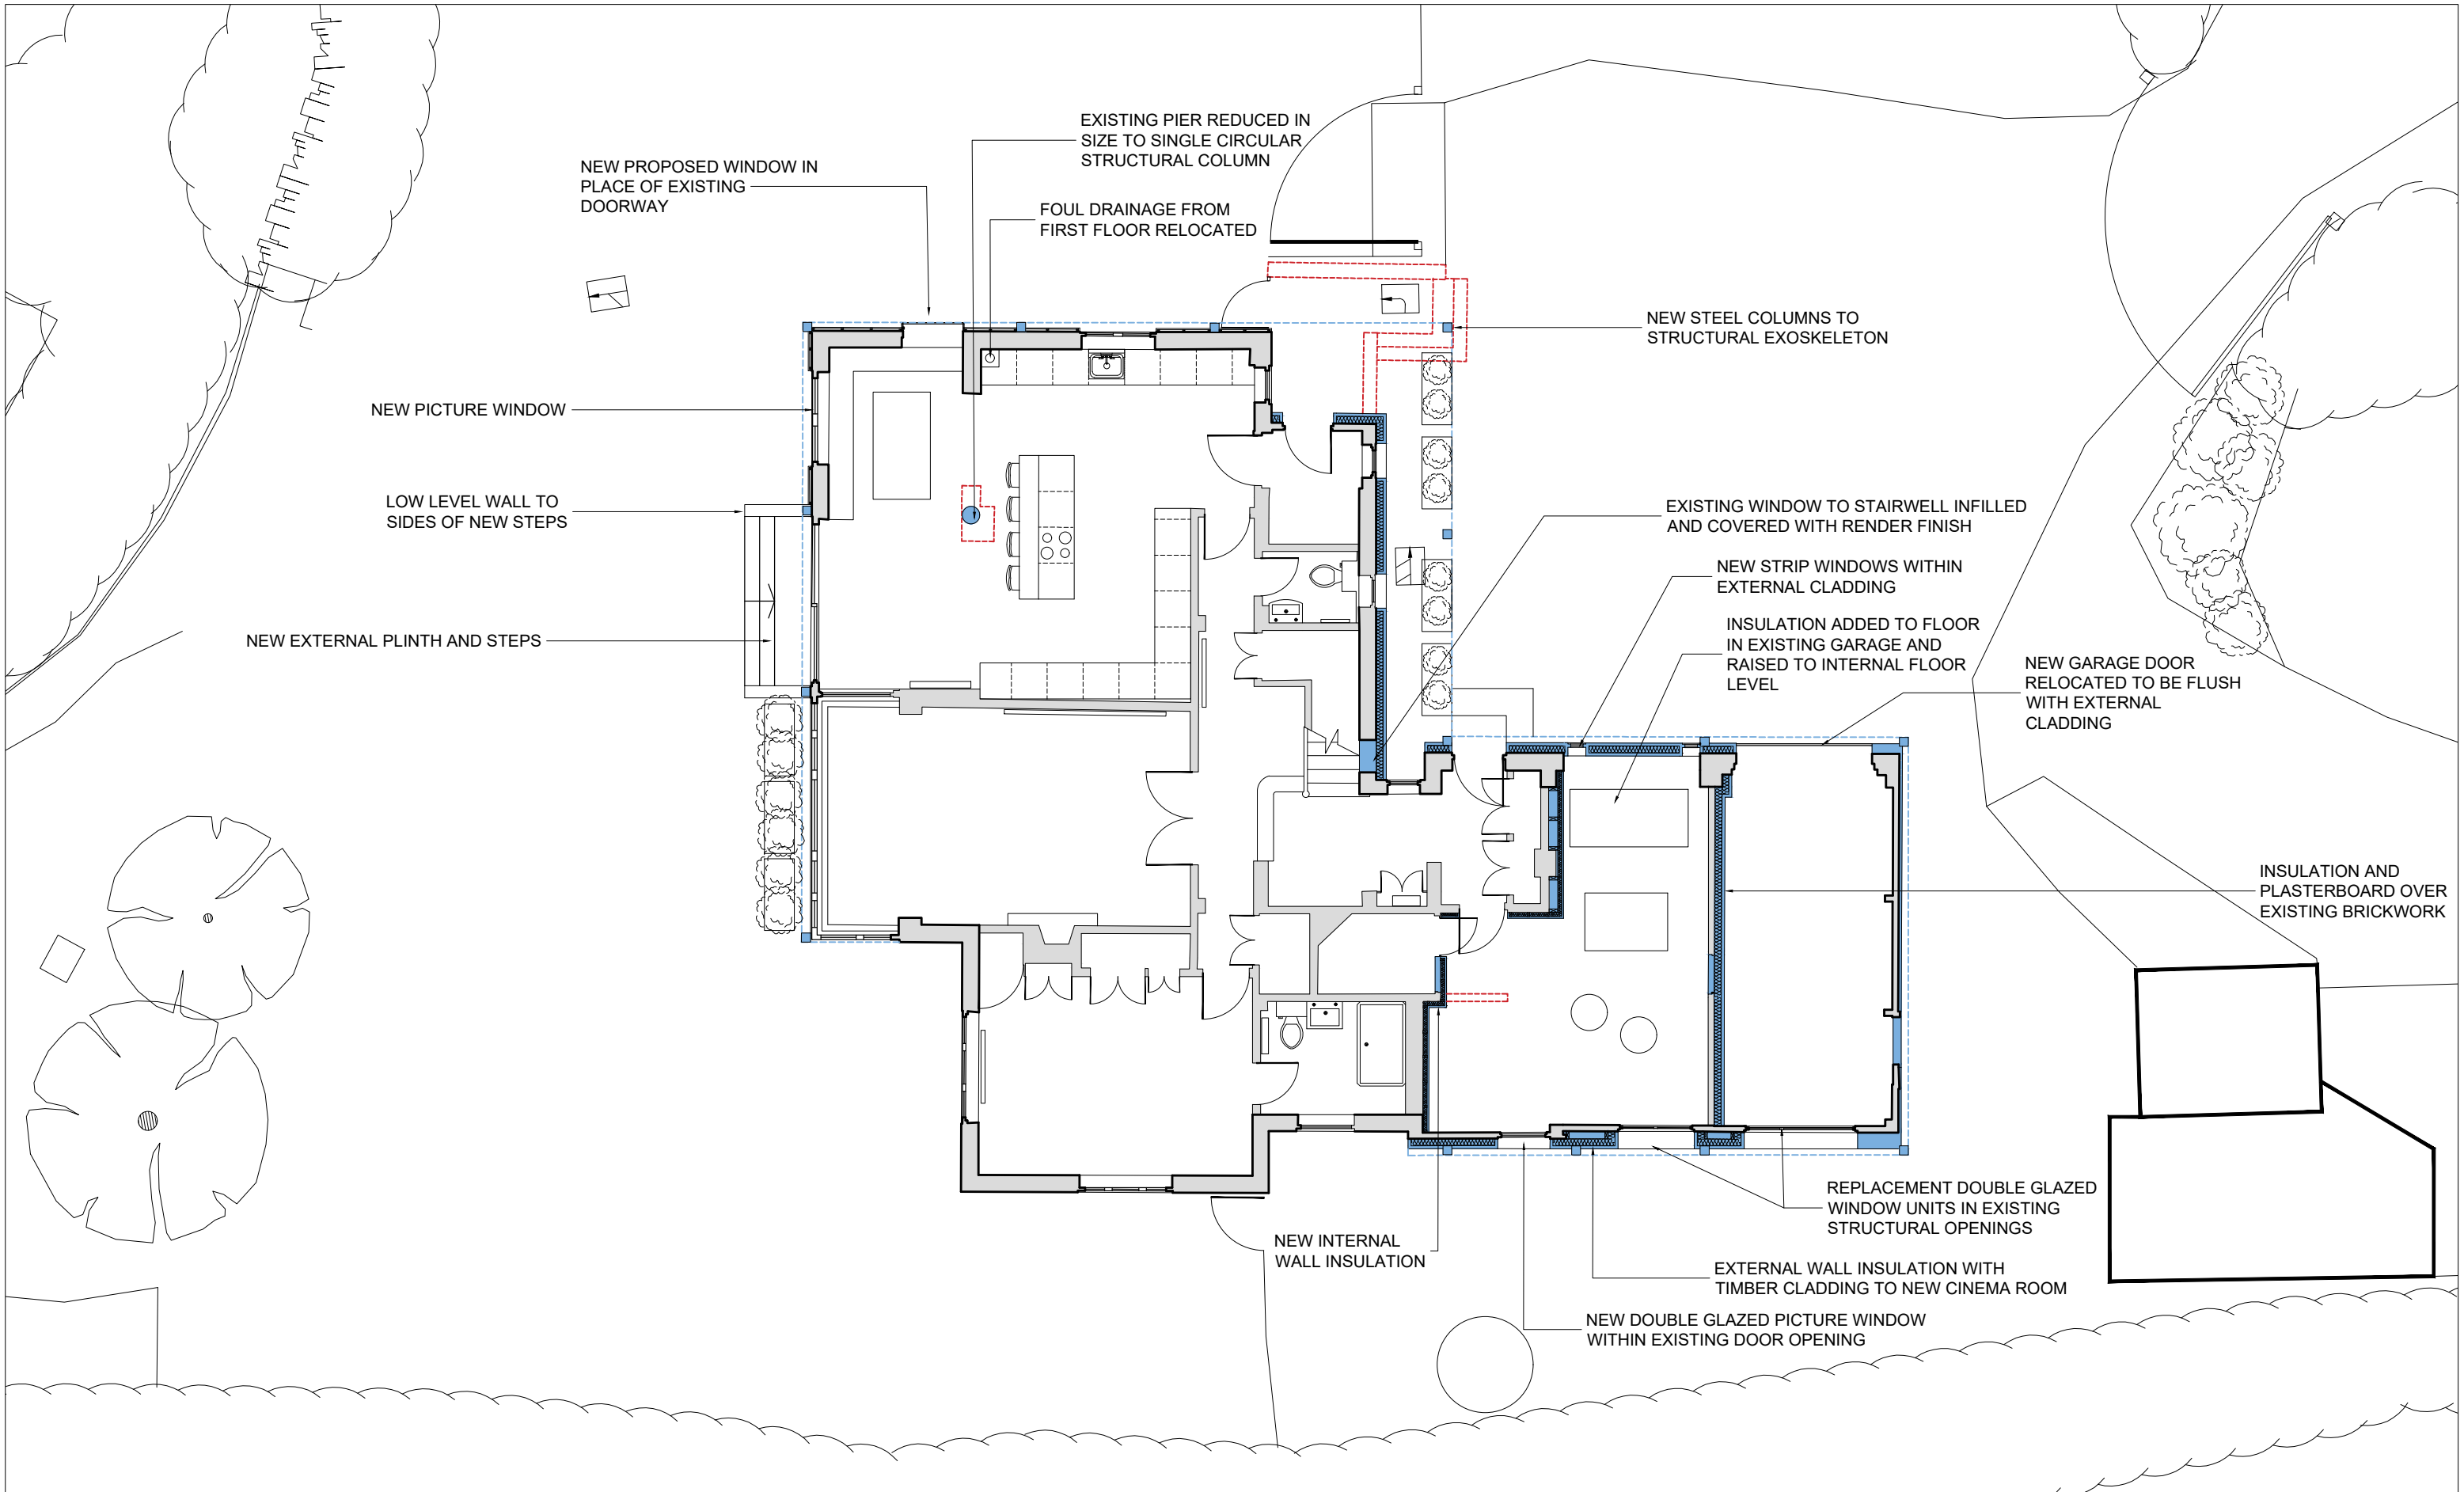 EXISTING PIER REDUCED IN
SIZE TO SINGLE CIRCULAR
STRUCTURAL COLUMN
NEW PROPOSED WINDOW IN
PLACE OF EXISTING
DOORWAY
FOUL DRAINAGE FROM
FIRST FLOOR RELOCATED
NEW STEEL COLUMNS TO
STRUCTURAL EXOSKELETON
NEW PICTURE WINDOW
LOW LEVEL WALL TO
SIDES OF NEW STEPS
EXISTING WINDOW TO STAIRWELL INFILLED
AND COVERED WITH RENDER FINISH
NEW STRIP WINDOWS WITHIN
EXTERNAL CLADDING
NEW EXTERNAL PLINTH AND STEPS
INSULATION ADDED TO FLOOR
IN EXISTING GARAGE AND
RAISED TO INTERNAL FLOOR
LEVEL
NEW GARAGE DOOR
RELOCATED TO BE FLUSH
WITH EXTERNAL
CLADDING
INSULATION AND
PLASTERBOARD OVER
EXISTING BRICKWORK
REPLACEMENT DOUBLE GLAZED
WINDOW UNITS IN EXISTING
STRUCTURAL OPENINGS
NEW INTERNAL
WALL INSULATION
EXTERNAL WALL INSULATION WITH
TIMBER CLADDING TO NEW CINEMA ROOM
NEW DOUBLE GLAZED PICTURE WINDOW
WITHIN EXISTING DOOR OPENING